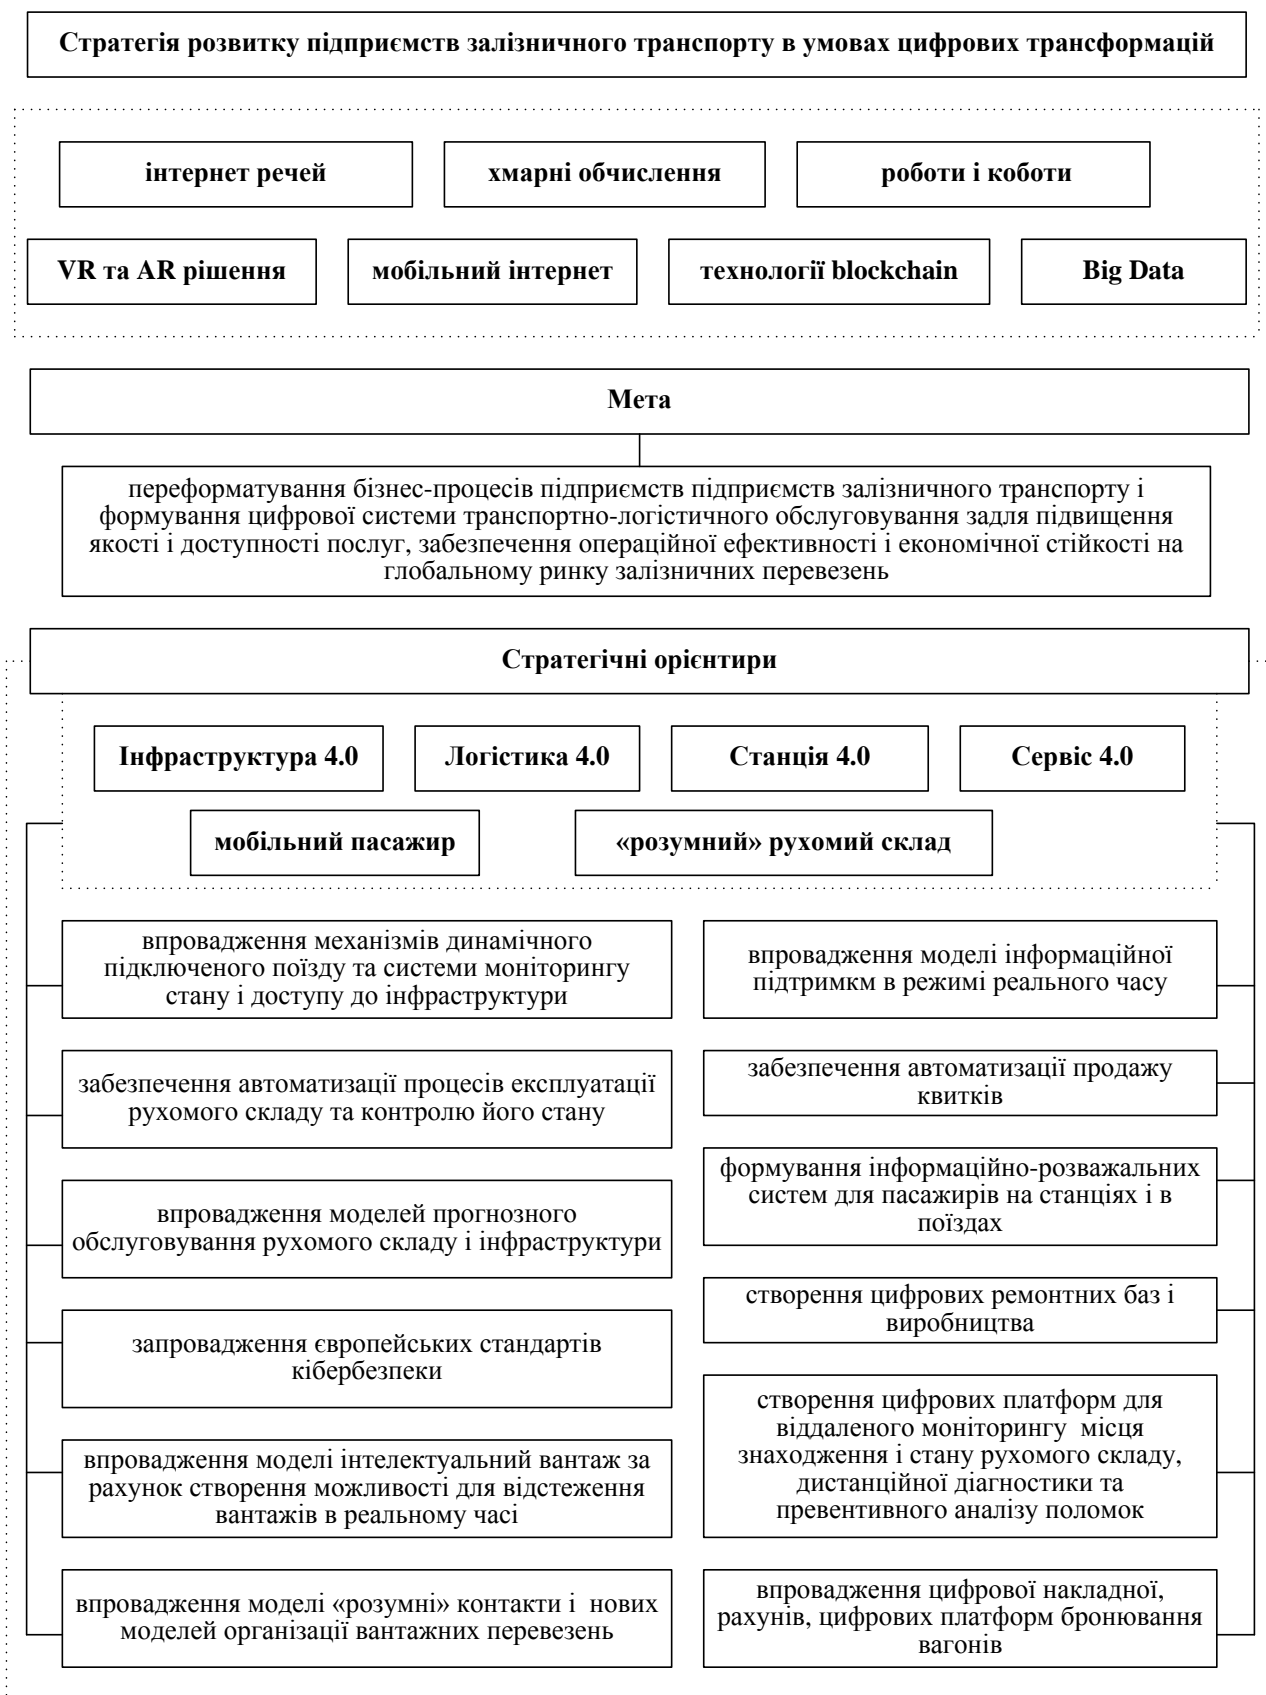 Стратегія розвитку підприємств залізничного транспорту в умовах цифрових трансформацій
інтернет речей
хмарні обчислення
роботи і коботи
VR та AR рішення
мобільний інтернет
технології blockchain
Big Data
Мета
переформатування бізнес-процесів підприємств підприємств залізничного транспорту і
формування цифрової системи транспортно-логістичного обслуговування задля підвищення
якості і доступності послуг, забезпечення операційної ефективності і економічної стійкості на
глобальному ринку залізничних перевезень
Стратегічні орієнтири
Інфраструктура 4.0
Логістика 4.0
Станція 4.0
Сервіс 4.0
мобільний пасажир
«розумний» рухомий склад
впровадження механізмів динамічного
підключеного поїзду та системи моніторингу
стану і доступу до інфраструктури
забезпечення автоматизації процесів експлуатації
рухомого складу та контролю його стану
впровадження моделей прогнозного
обслуговування рухомого складу і інфраструктури
запровадження європейських стандартів
кібербезпеки
впровадження моделі інтелектуальний вантаж за
рахунок створення можливості для відстеження
вантажів в реальному часі
впровадження моделі «розумні» контакти і  нових
моделей організації вантажних перевезень
впровадження моделі інформаційної
підтримкм в режимі реального часу
забезпечення автоматизації продажу
квитків
формування інформаційно-розважальних
систем для пасажирів на станціях і в
поїздах
створення цифрових ремонтних баз і
виробництва
створення цифрових платформ для
віддаленого моніторингу  місця
знаходження і стану рухомого складу,
дистанційної діагностики та
превентивного аналізу поломок
впровадження цифрової накладної,
рахунів, цифрових платформ бронювання
вагонів